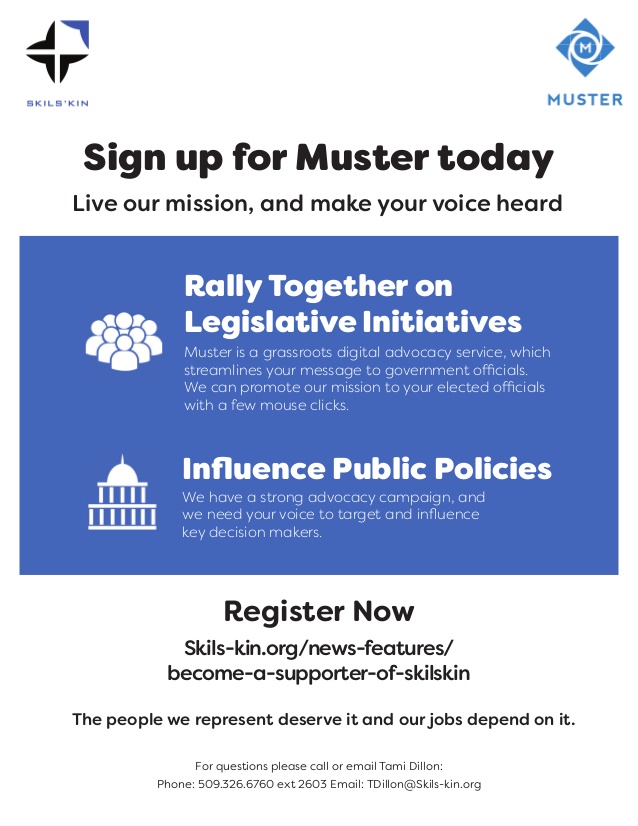 SKILS'KIN
M
MUSTER
Sign up for Muster today
Live our mission, and make your voice heard
Rally Together on
Legislative Initiatives
Muster is a grassroots digital advocacy service, which
streamlines your message to government officials.
We can promote our mission to your elected officials
with a few mouse clicks.
Influence Public Policies
We have a strong advocacy campaign, and
we need your voice to target and influence
key decision makers.
Register Now
Skils-kin.org/news-features/
become-a-supporter-of-skilskin
The people we represent deserve it and our jobs depend on it.
For questions please call or email Tami Dillon:
Phone: 509.326.6760 ext 2603 Email: TDillon@Skils-kin.org